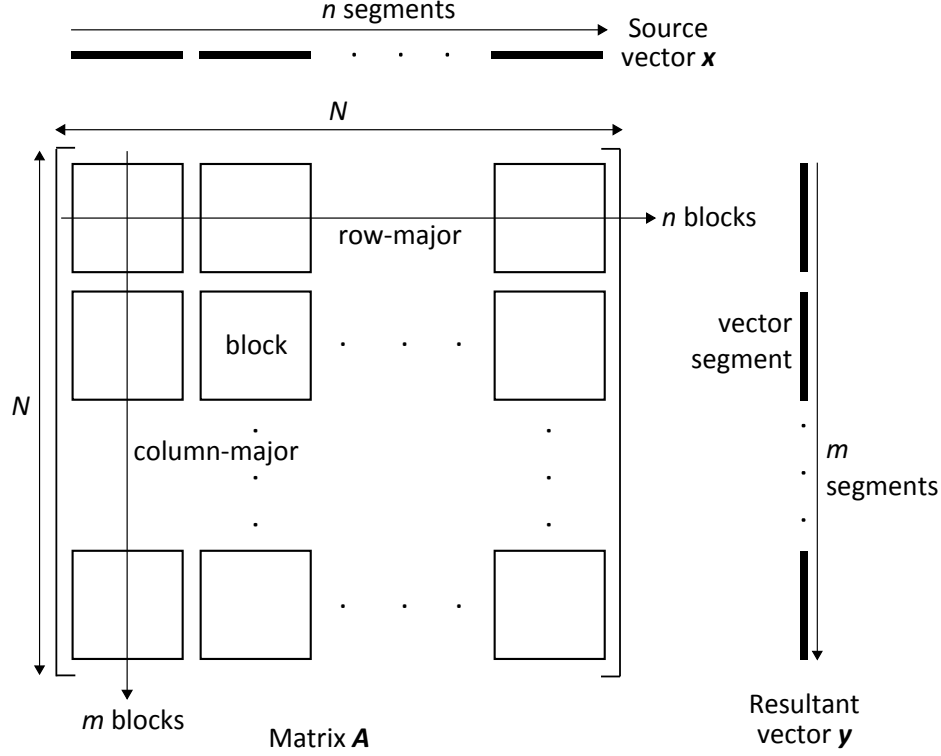 n segments
Source
vector x
N
n blocks
row-major
block
vector
segment
N
column-major
m
segments
m blocks
Matrix A
Resultant
vector y